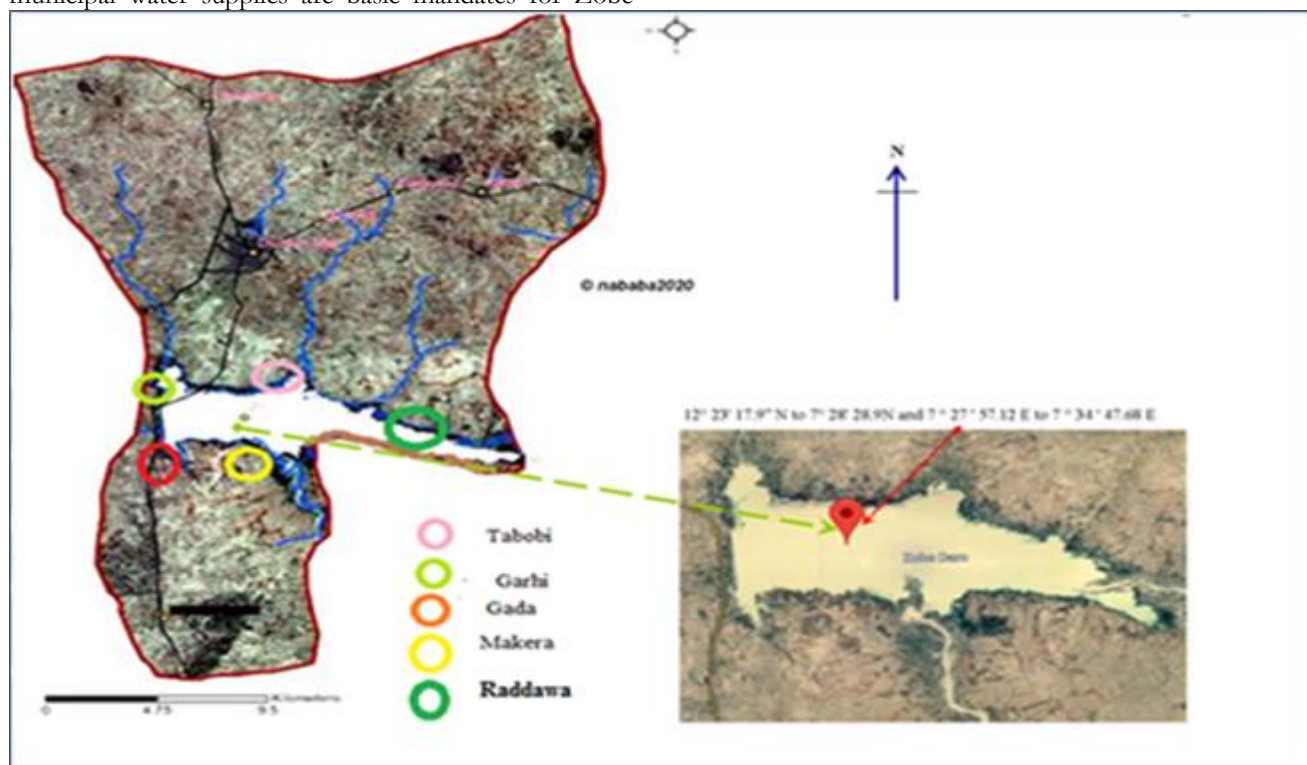 municipal water supplies are basic mandates for Zobe
N
© nababa2020
12° 23' 17.9" N to 7° 28' 28.9N and 7° 27' 57.12 E to 7° 34' 47.68 E
Zobe Dam
Tabobi
Garhi
Gada
Makera
Raddawa
0 4.75 9.5